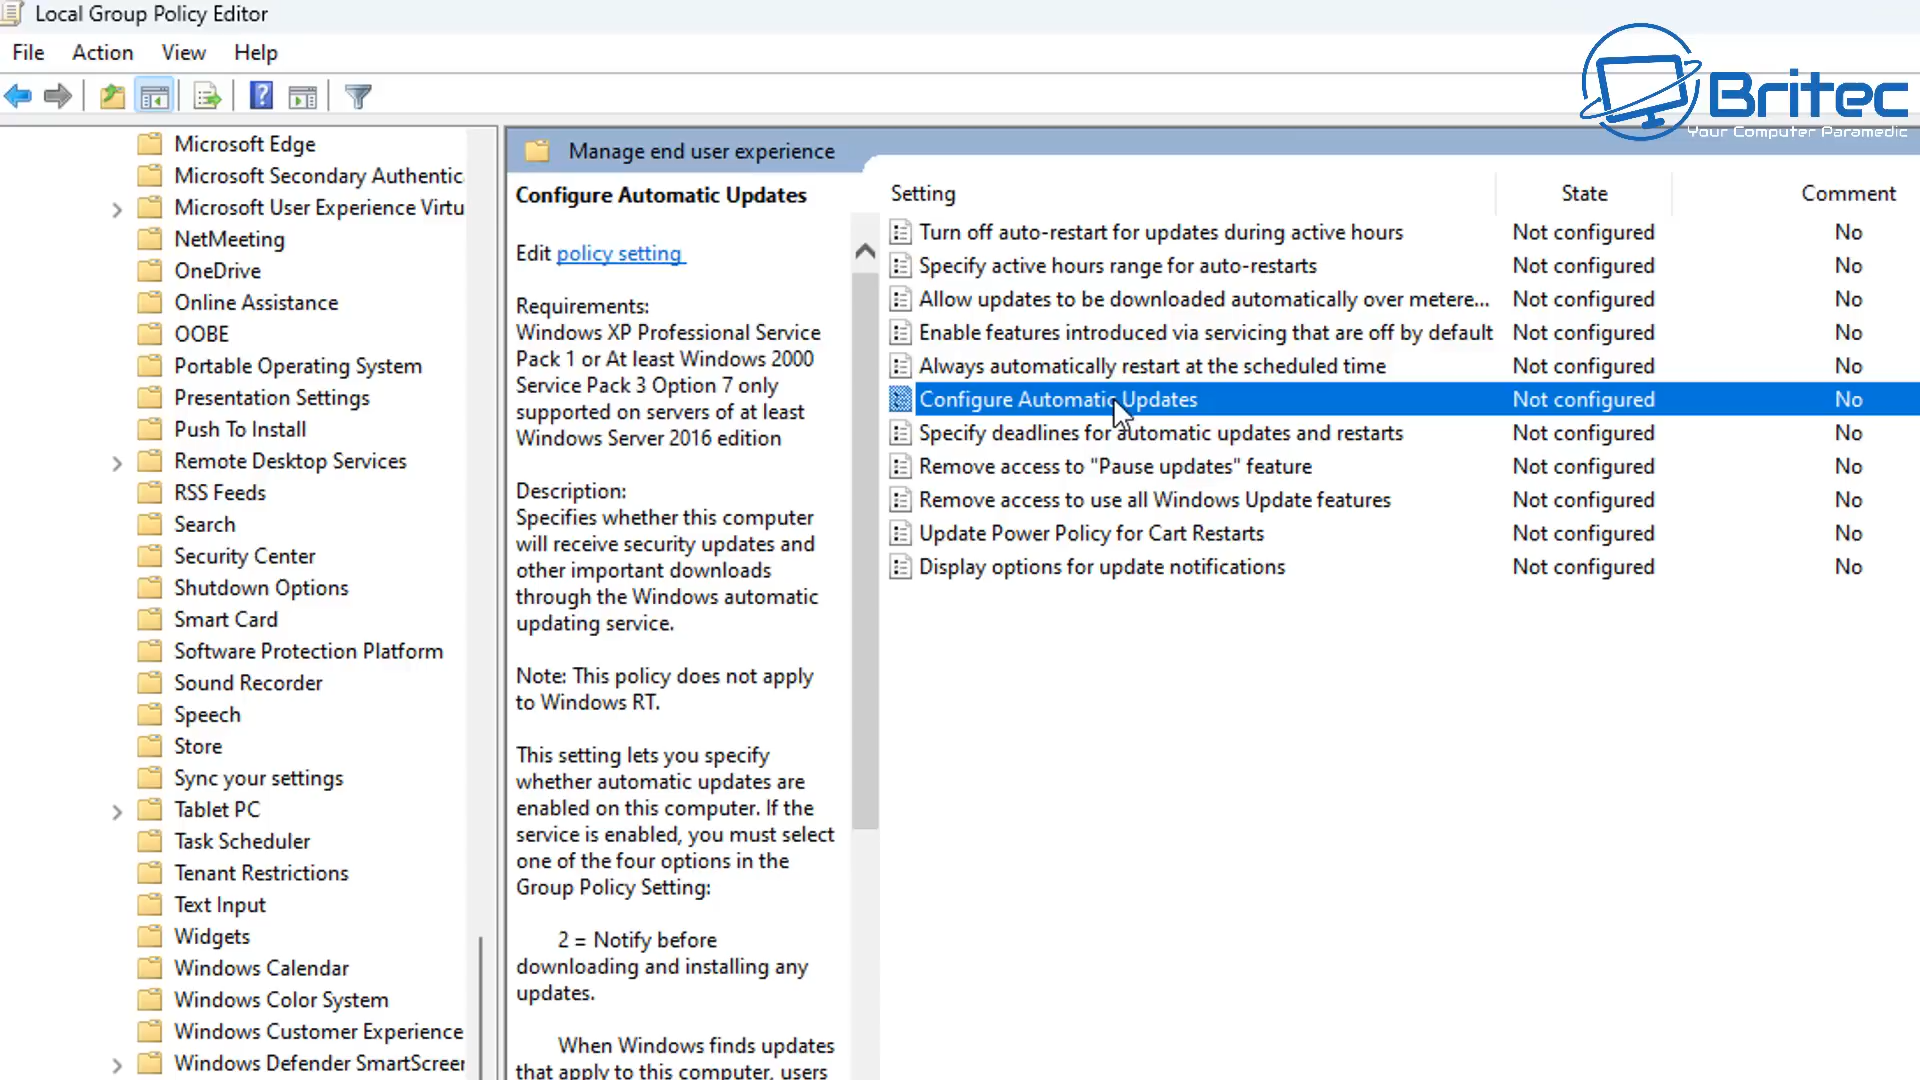 Local Group Policy Editor
File Action View Help
Britec
Your Computer Paramedic
Microsoft Edge
Microsoft Secondary Authentic
Microsoft User Experience Virtu
NetMeeting
OneDrive
Online Assistance
OOBE
Portable Operating System
Presentation Settings
Push To Install
Remote Desktop Services
RSS Feeds
Search
Security Center
Shutdown Options
Smart Card
Software Protection Platform
Sound Recorder
Speech
Store
Sync your settings
Tablet PC
Task Scheduler
Tenant Restrictions
Text Input
Widgets
Windows Calendar
Windows Color System
Windows Customer Experience
Windows Defender SmartScreen
Manage end user experience
Configure Automatic Updates
Edit policy setting
Requirements:
Windows XP Professional Service
Pack 1 or At least Windows 2000
Service Pack 3 Option 7 only
supported on servers of at least
Windows Server 2016 edition
Description:
Specifies whether this computer
will receive security updates and
other important downloads
through the Windows automatic
updating service.
Note: This policy does not apply
to Windows RT.
This setting lets you specify
whether automatic updates are
enabled on this computer. If the
service is enabled, you must select
one of the four options in the
Group Policy Setting:
2 = Notify before
downloading and installing any
updates.
When Windows finds updates
that apply to this computer, users
Setting State Comment
Turn off auto-restart for updates during active hours Not configured No
Specify active hours range for auto-restarts Not configured No
Allow updates to be downloaded automatically over metere... Not configured No
Enable features introduced via servicing that are off by default Not configured No
Always automatically restart at the scheduled time Not configured No
Configure Automatic Updates Not configured No
Specify deadlines for automatic updates and restarts Not configured No
Remove access to "Pause updates" feature Not configured No
Remove access to use all Windows Update features Not configured No
Update Power Policy for Cart Restarts Not configured No
Display options for update notifications Not configured No